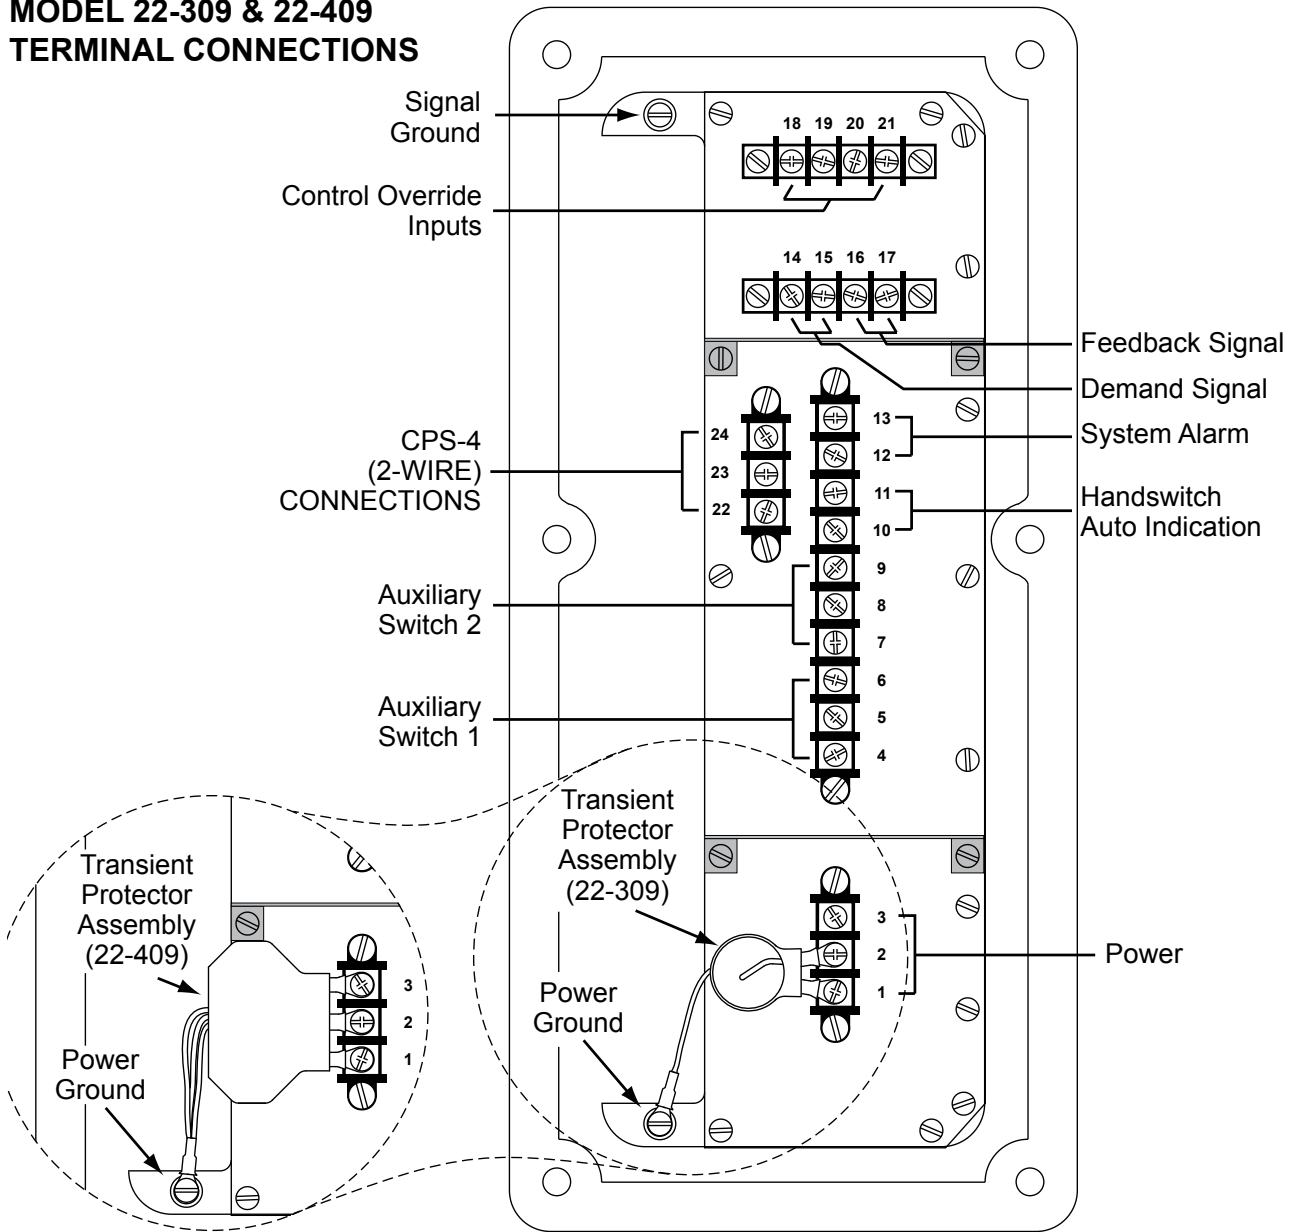 MODEL 22-309 & 22-409
TERMINAL CONNECTIONS
Signal
Ground
18 19 20 21
Control Override
Inputs
14 15 16 17
Feedback Signal
Demand Signal
System Alarm
Handswitch
Auto Indication
CPS-4
(2-WIRE)
CONNECTIONS
24
23
22
13
12
11
10
9
8
7
6
5
4
Auxiliary
Switch 2
Auxiliary
Switch 1
Transient
Protector
Assembly
(22-309)
3
2
1
Power
Power
Ground
Transient
Protector
Assembly
(22-409)
3
2
1
Power
Ground